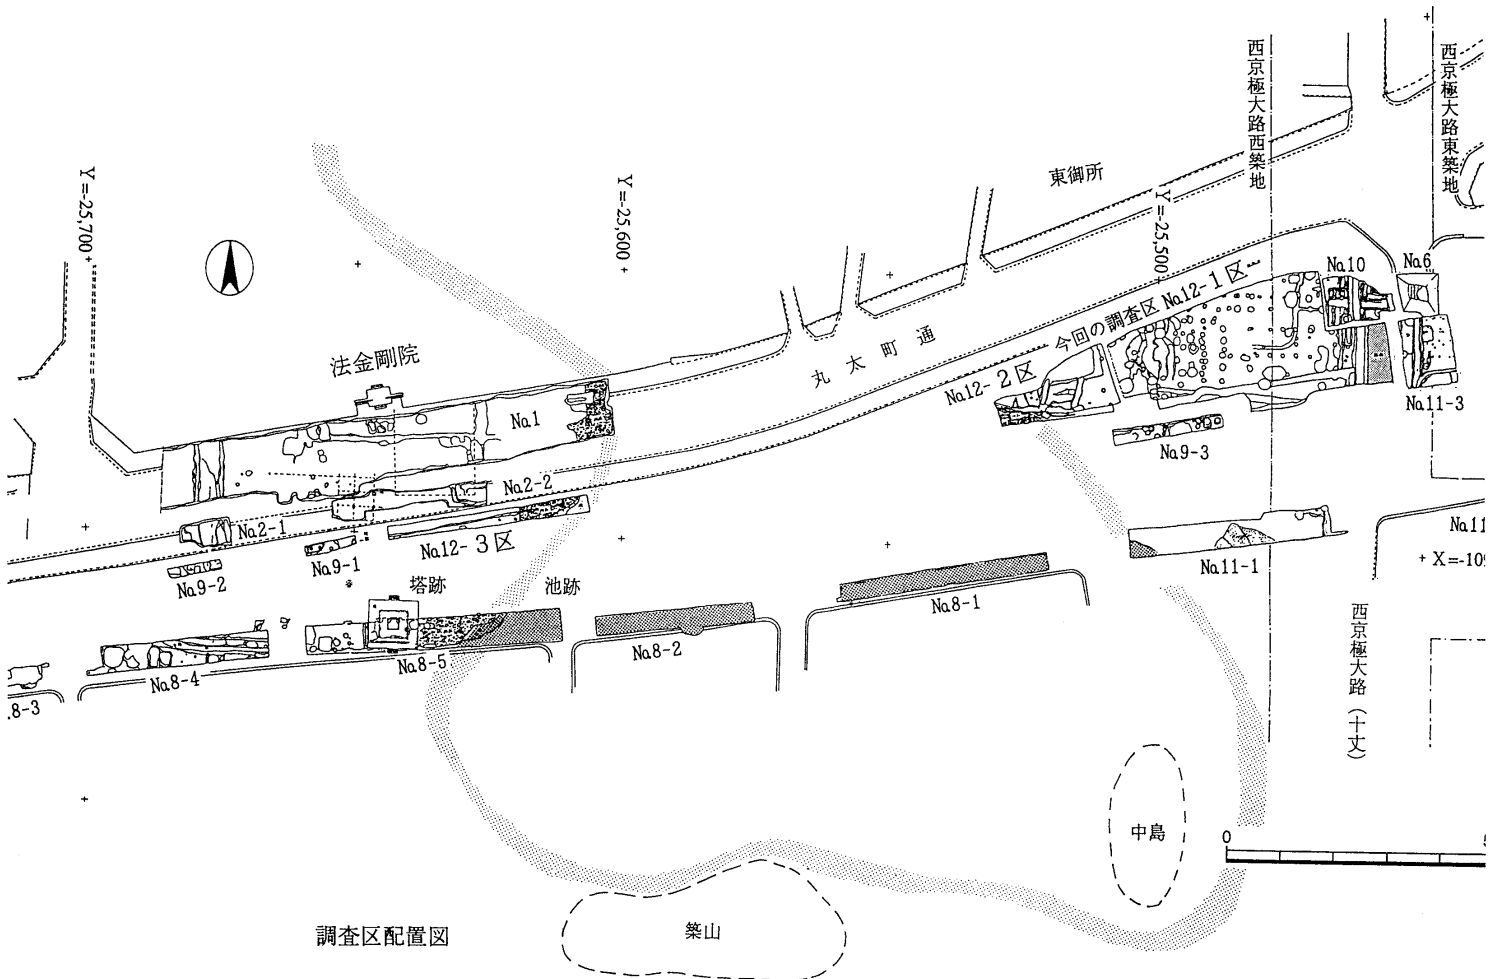 西京極大路西築地
西京極大路東築地
東御所
Y=-25,700
Y=-25,600
Y=-25,500
No.10
No.6
今回の調査区 No.12-1区
法金剛院
丸太町通
No.12-2区
No.11-3
No.1
No.9-3
No.2-2
No.2-1
No.12-3区
No.9-1
No.9-2
No.11
X=-10
No.11-1
塔跡
池跡
No.8-1
No.8-2
No.8-5
No.8-4
.8-3
西京極大路(十丈)
中島
0
築山
調査区配置図